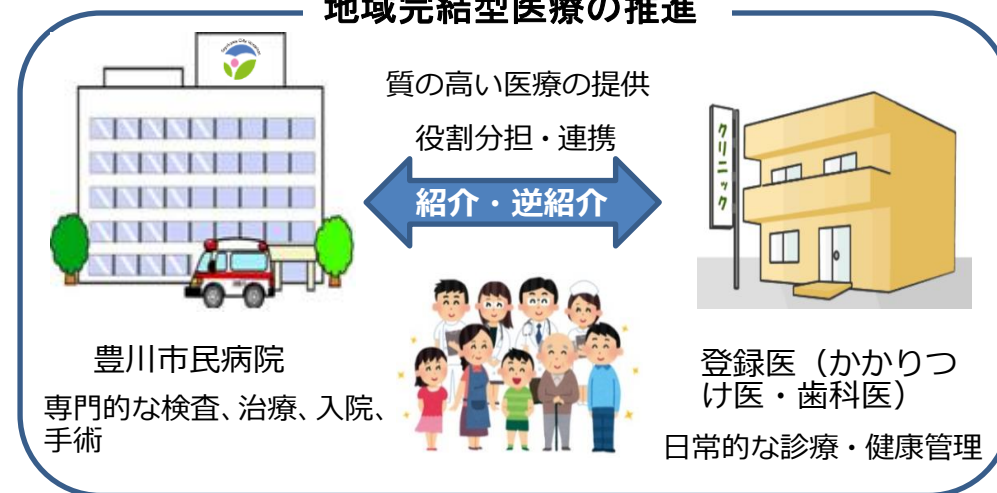 地域完結型医療の推進
質の高い医療の提供
役割分担・連携
紹介・逆紹介
クリニック
豊川市民病院
専門的な検査、治療、入院、
手術
登録医（かかりつ
け医・歯科医）
日常的な診療・健康管理